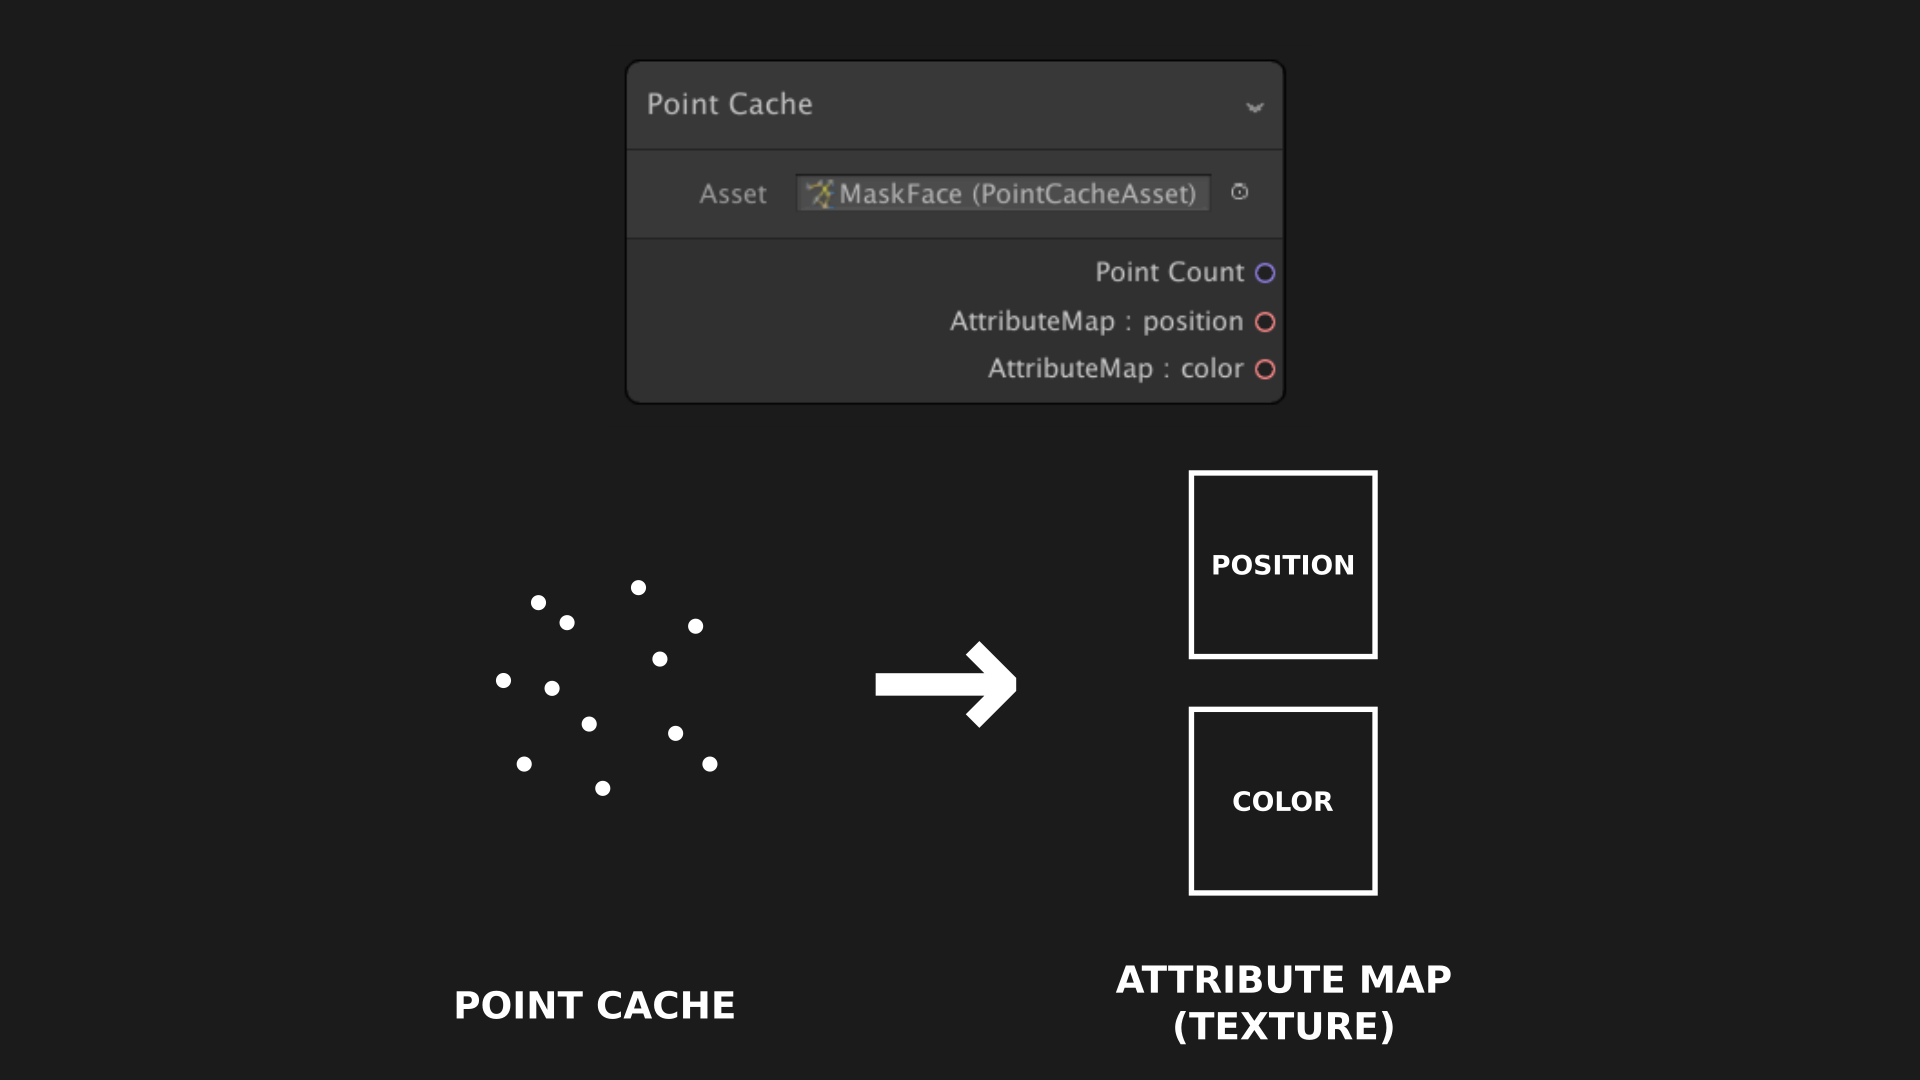 Point Cache
Asset MaskFace (PointCacheAsset)
Point Count
AttributeMap : position
AttributeMap : color
POSITION
COLOR
POINT CACHE
ATTRIBUTE MAP
(TEXTURE)